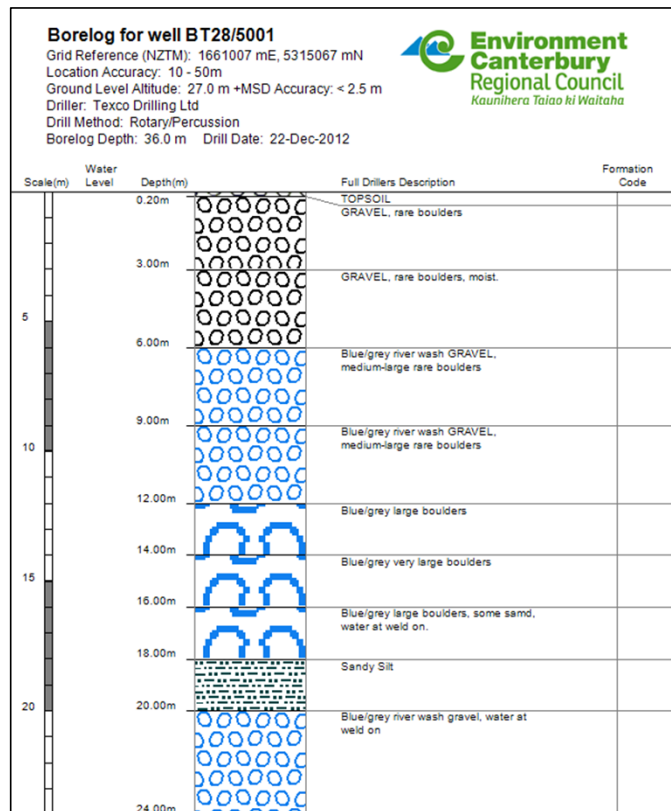 Borelog for well BT28/5001
Grid Reference (NZTM): 1661007 mE, 5315067 mN
Location Accuracy: 10 - 50m
Ground Level Altitude: 27.0 m +MSD Accuracy: < 2.5 m
Driller: Texco Drilling Ltd
Drill Method: Rotary/Percussion
Borelog Depth: 36.0 m Drill Date: 22-Dec-2012
Environment
Canterbury
Regional Council
Kaunihera Taiao ki Waitaha
Scale(m) Water Level Depth(m) Full Drillers Description Formation Code
0.20m TOPSOIL
GRAVEL, rare boulders
3.00m
GRAVEL, rare boulders, moist.
5
6.00m
Blue/grey river wash GRAVEL,
medium-large rare boulders
9.00m
Blue/grey river wash GRAVEL,
medium-large rare boulders
10
12.00m
Blue/grey large boulders
14.00m
Blue/grey very large boulders
15
16.00m
Blue/grey large boulders, some samd,
water at weld on.
18.00m
Sandy Silt
20
20.00m
Blue/grey river wash gravel, water at
weld on
24.00m